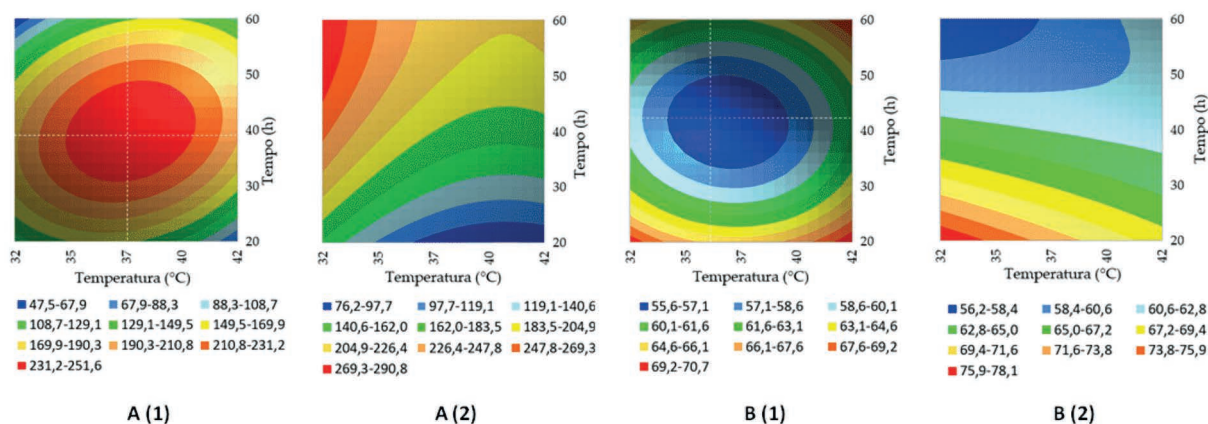 60
50
40
30
20
Tempo (h)
32
37
42
Temperatura (°C)
47,5-67,9 67,9-88,3 88,3-108,7
108,7-129,1 129,1-149,5 149,5-169,9
169,9-190,3 190,3-210,8 210,8-231,2
231,2-251,6
A (1)
60
50
40
30
20
Tempo (h)
32
37
42
Temperatura (°C)
76,2-97,7 97,7-119,1 119,1-140,6
140,6-162,0 162,0-183,5 183,5-204,9
204,9-226,4 226,4-247,8 247,8-269,3
269,3-290,8
A (2)
60
50
40
30
20
Tempo (h)
32
37
42
Temperatura (°C)
55,6-57,1 57,1-58,6 58,6-60,1
60,1-61,6 61,6-63,1 63,1-64,6
64,6-66,1 66,1-67,6 67,6-69,2
69,2-70,7
B (1)
60
50
40
30
20
Tempo (h)
32
37
40
42
Temperatura (°C)
56,2-58,4 58,4-60,6 60,6-62,8
62,8-65,0 65,0-67,2 67,2-69,4
69,4-71,6 71,6-73,8 73,8-75,9
75,9-78,1
B (2)